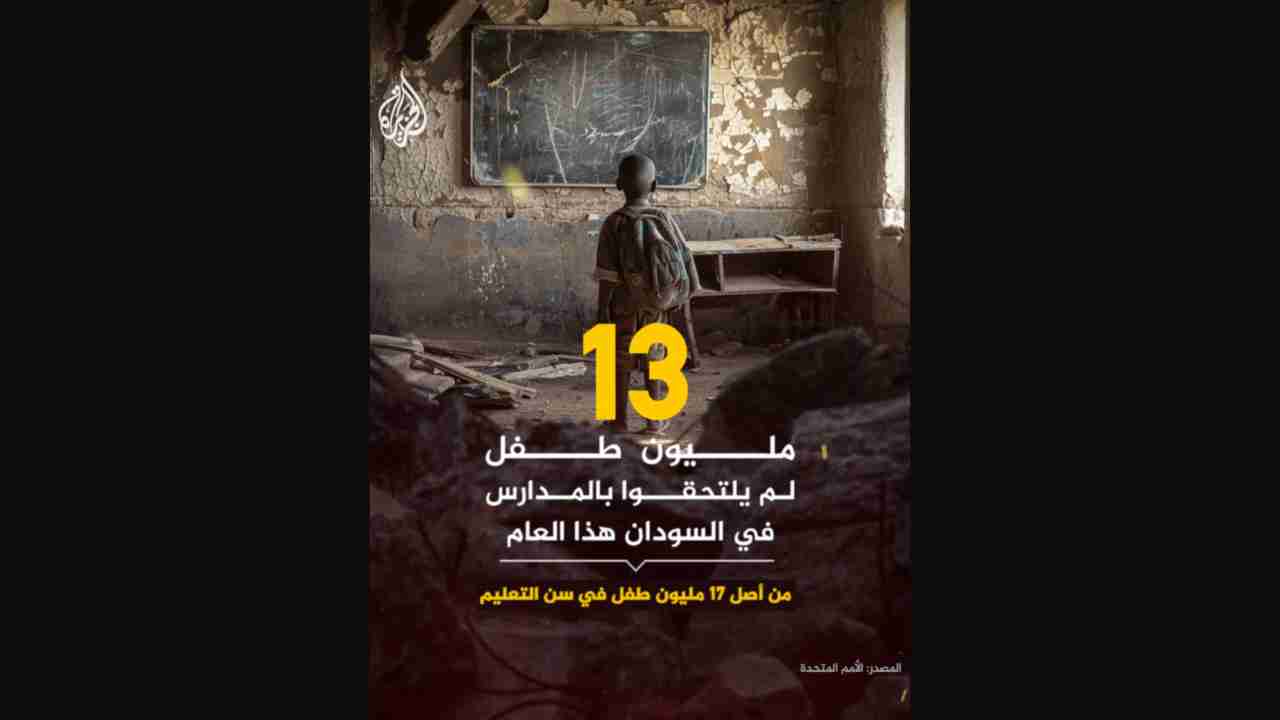 الجزيرة
13
مليون طفل
لم يلتحقوا بالمدارس
في السودان هذا العام
من أصل 17 مليون طفل في سن التعليم
المصدر: الأمم المتحدة